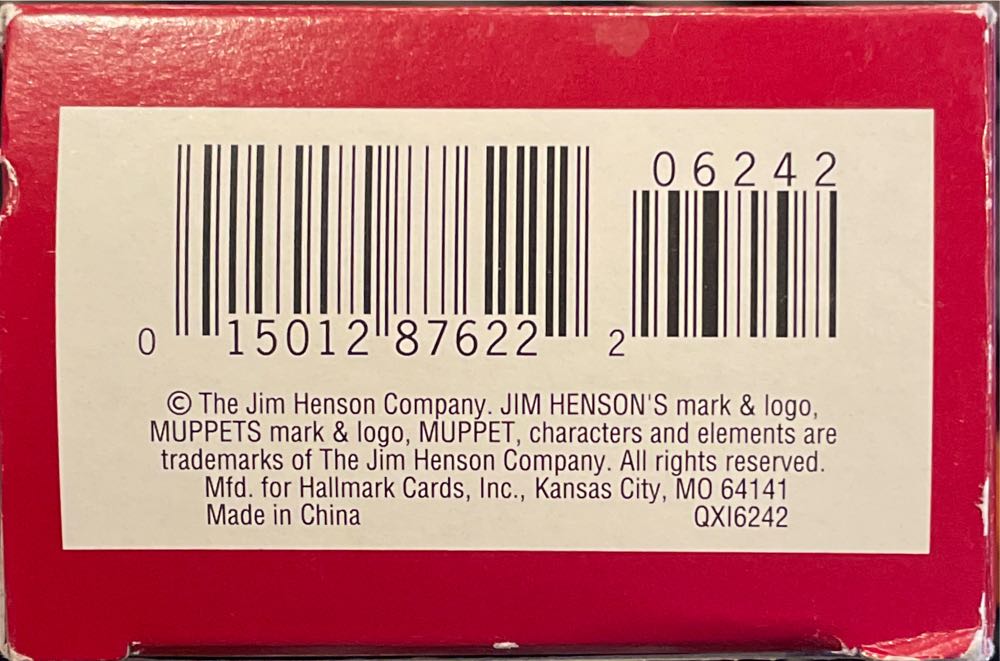 06242
0 15012 87622 2
© The Jim Henson Company. JIM HENSON'S mark & logo,
MUPPETS mark & logo, MUPPET, characters and elements are
trademarks of The Jim Henson Company. All rights reserved.
Mfd. for Hallmark Cards, Inc., Kansas City, MO 64141
Made in China QXI6242